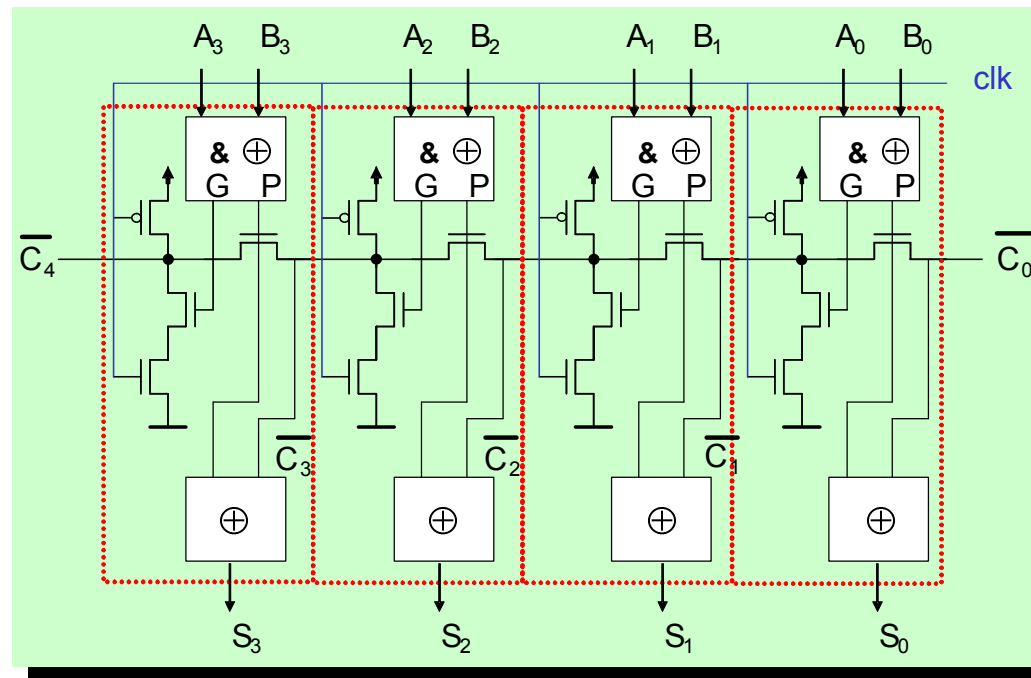 A₃ B₃ A₂ B₂ A₁ B₁ A₀ B₀
clk
& ⊕ & ⊕ & ⊕ & ⊕
G P G P G P G P
C̅₄ C̅₀
C̅₃ C̅₂ C̅₁
⊕ ⊕ ⊕ ⊕
S₃ S₂ S₁ S₀